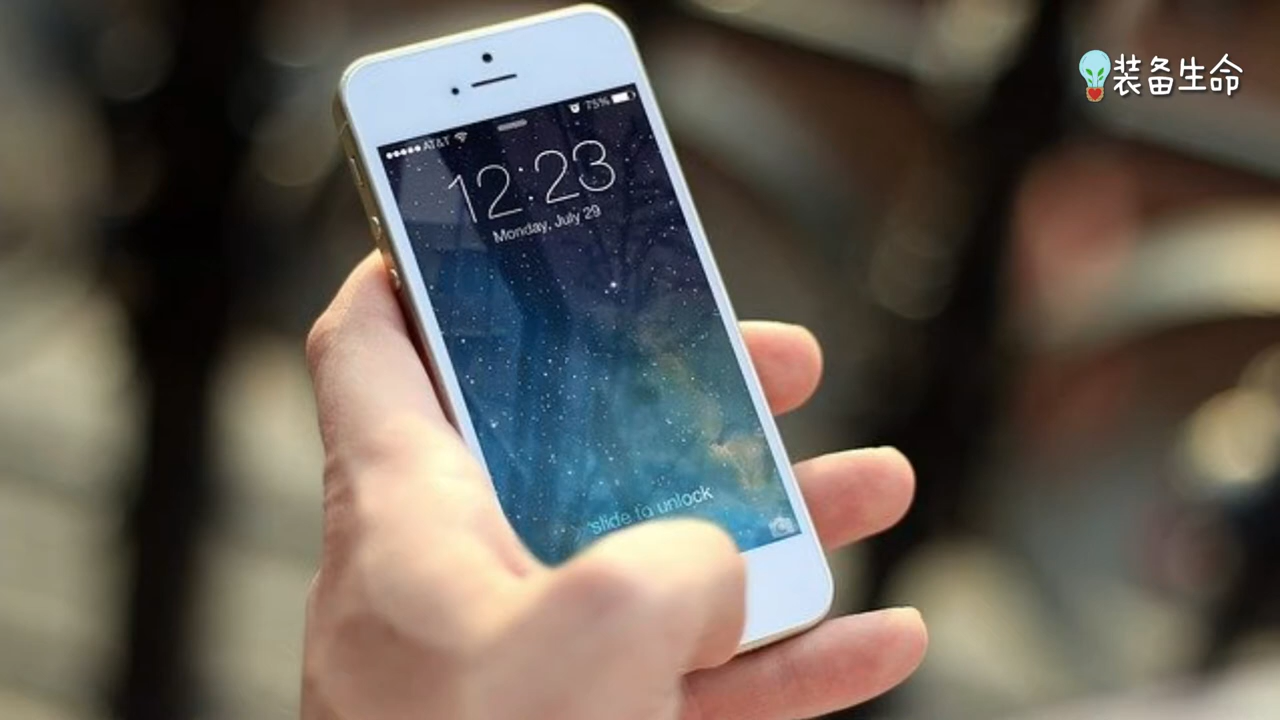 装备生命
AT&T 75%
12:23
Monday, July 29
slide to unlock